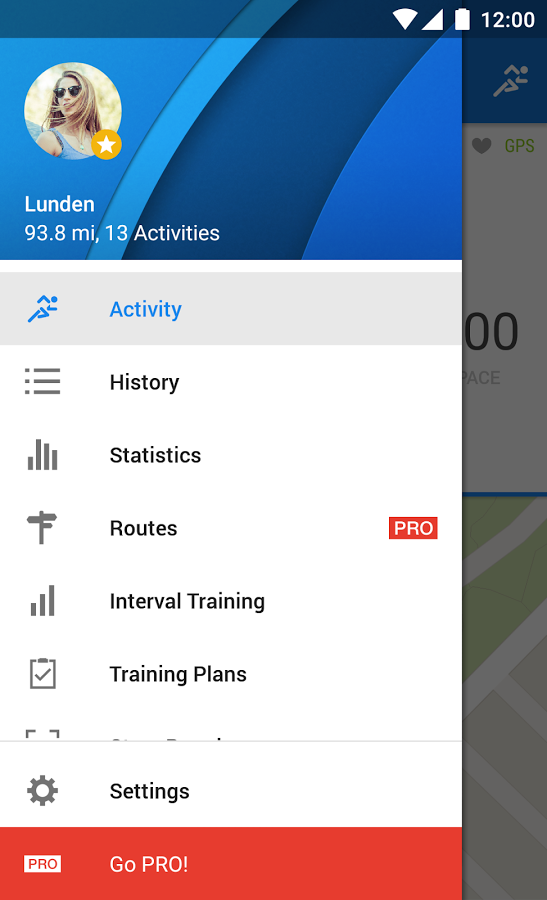 12:00
GPS
Lunden
93.8 mi, 13 Activities
Activity
00
PACE
History
Statistics
Routes
PRO
Interval Training
Training Plans
Settings
PRO
Go PRO!